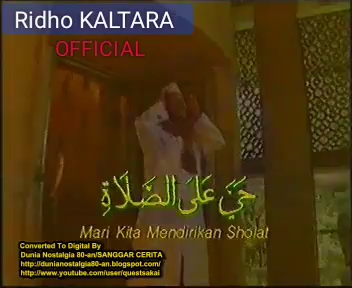 Ridho KALTARA
OFFICIAL
حَيَّ عَلَى الصَّلَاةِ
Mari Kita Mendirikan Sholat
Converted To Digital By
Dunia Nostalgia 80-an/SANGGAR CERITA
http://dunianostalgia80-an.blogspot.com/
http://www.youtube.com/user/questsakai